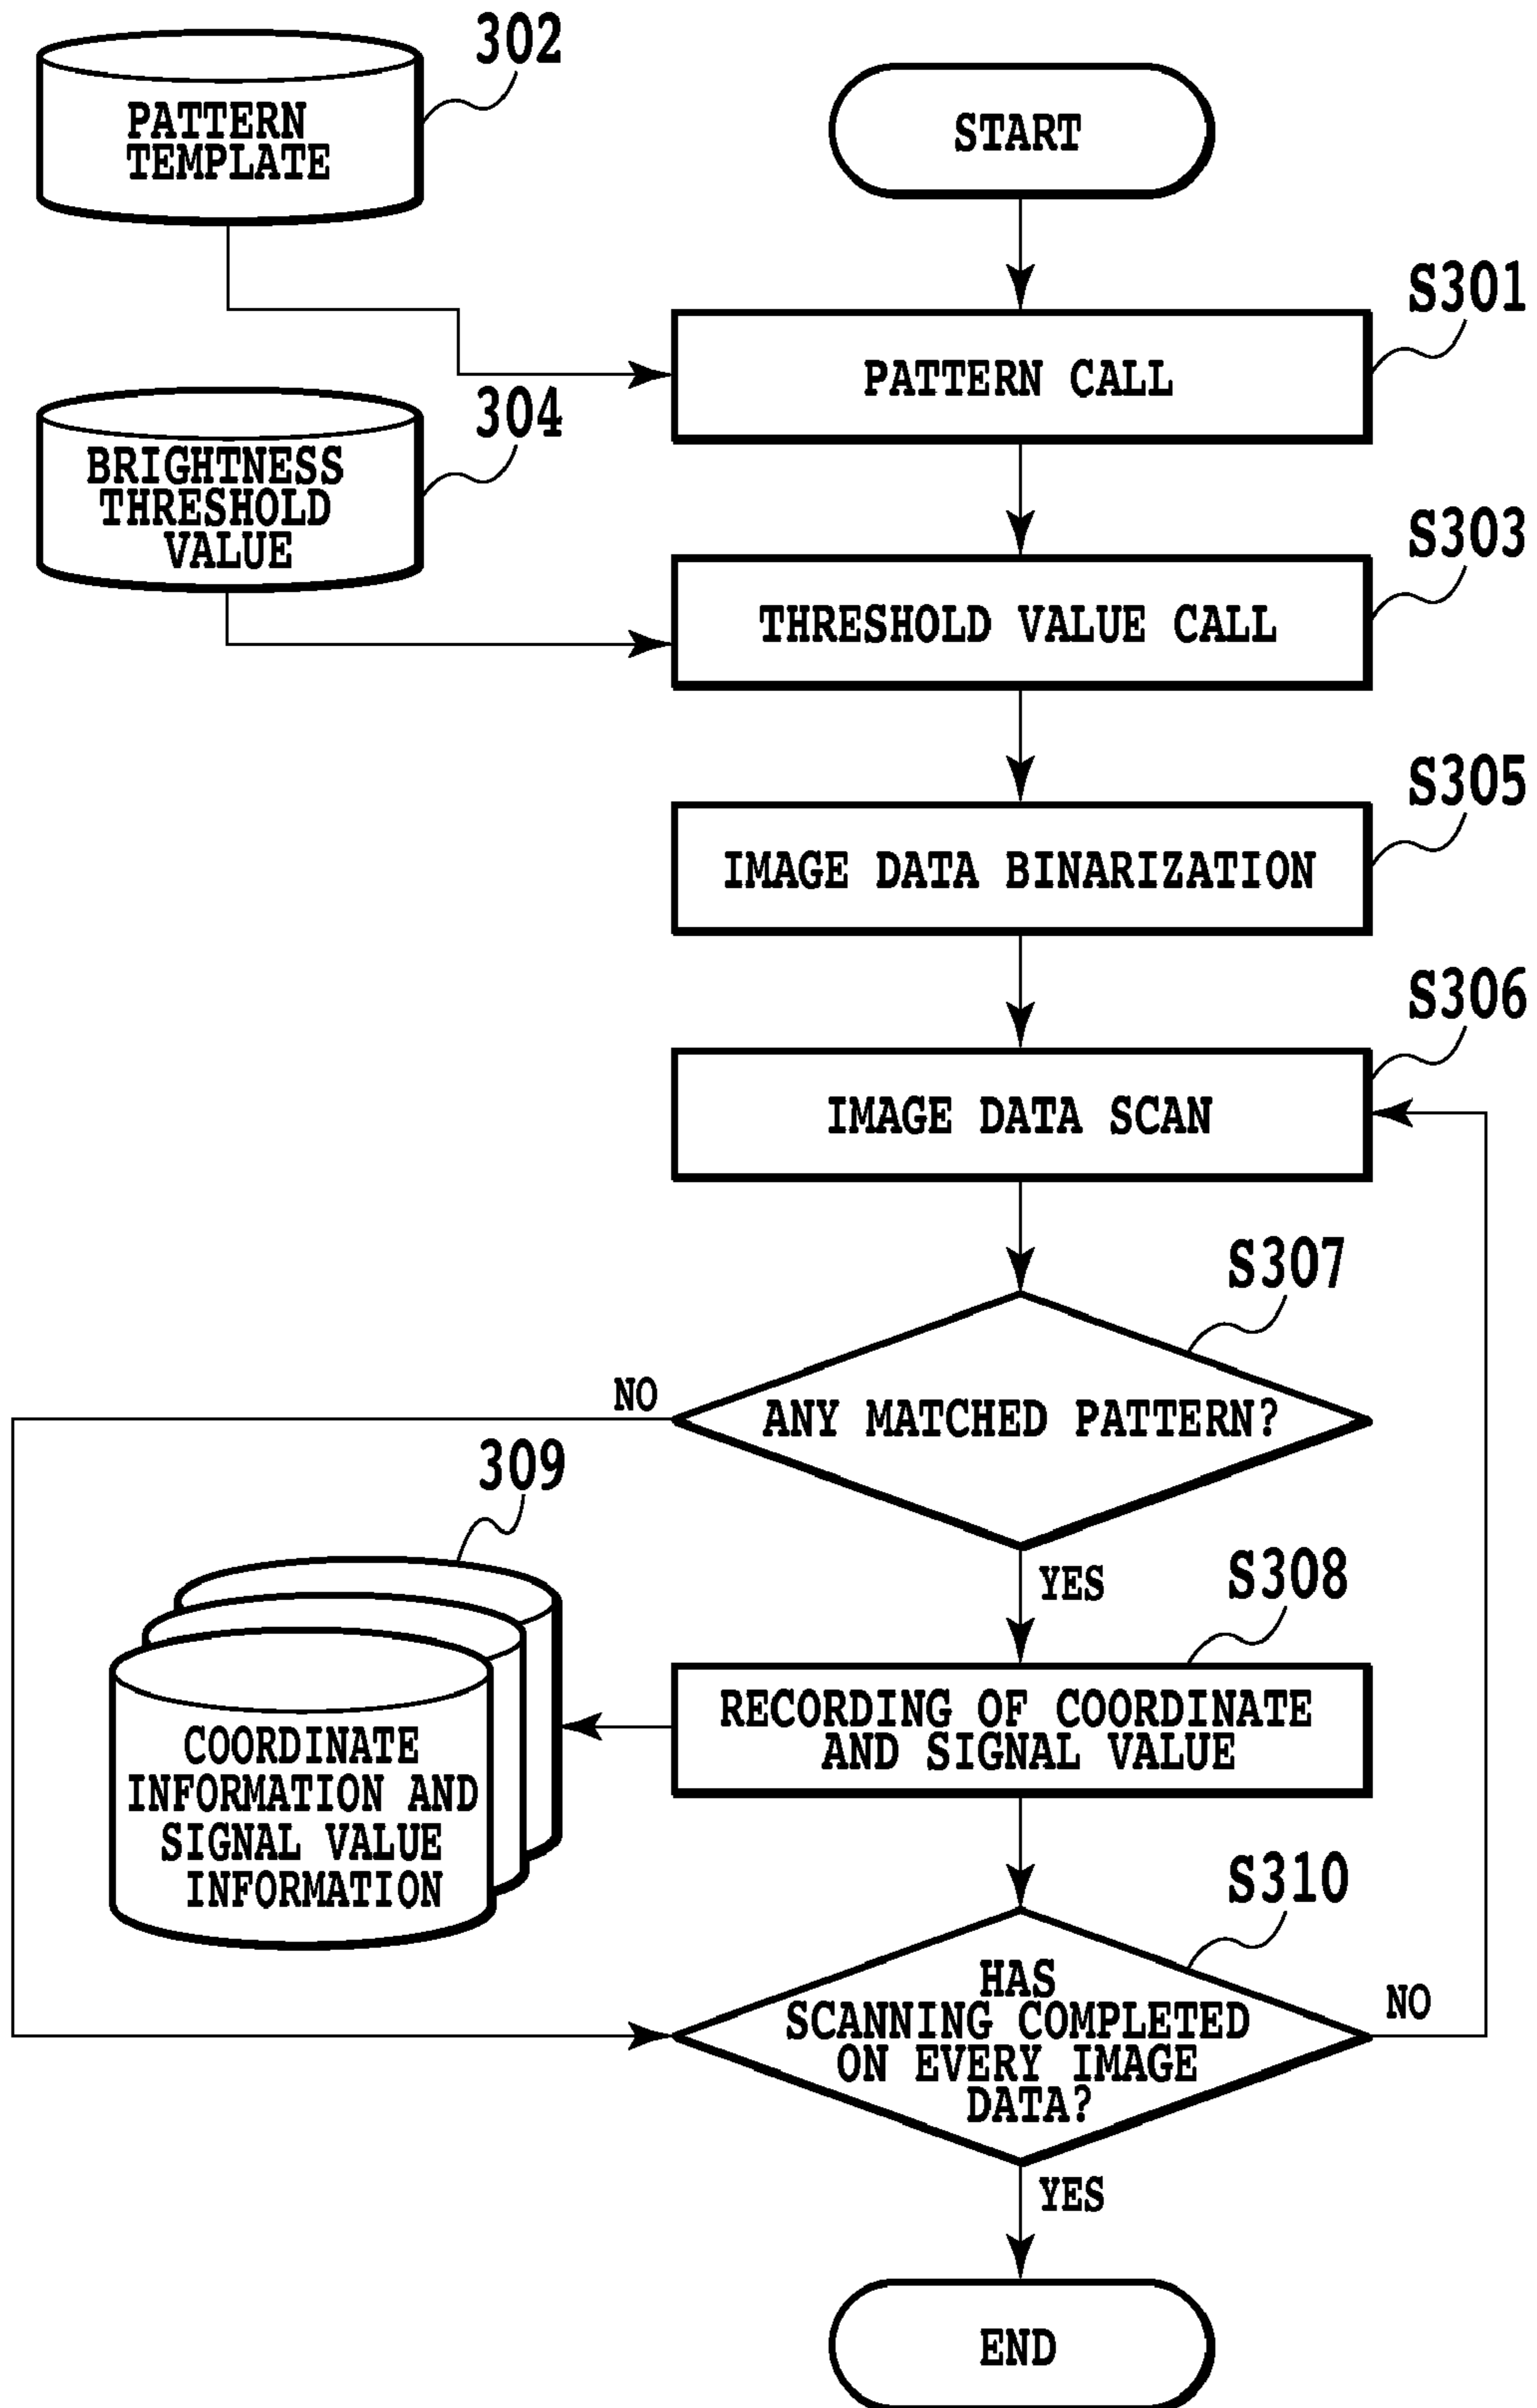 302
PATTERN
TEMPLATE
START
S301
PATTERN CALL
304
BRIGHTNESS
THRESHOLD
VALUE
S303
THRESHOLD VALUE CALL
S305
IMAGE DATA BINARIZATION
S306
IMAGE DATA SCAN
S307
NO
ANY MATCHED PATTERN?
309
YES
S308
RECORDING OF COORDINATE
AND SIGNAL VALUE
COORDINATE
INFORMATION AND
SIGNAL VALUE
INFORMATION
S310
HAS
SCANNING COMPLETED
ON EVERY IMAGE
DATA?
NO
YES
END